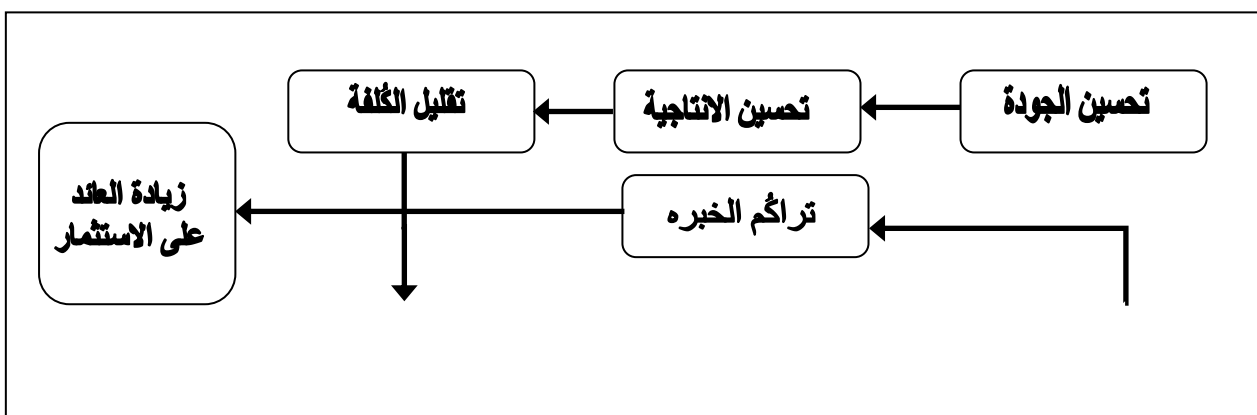 تحسين الجودة
تحسين الانتاجية
تقليل الكُلفة
تراكُم الخبره
زيادة العائد
على الاستثمار